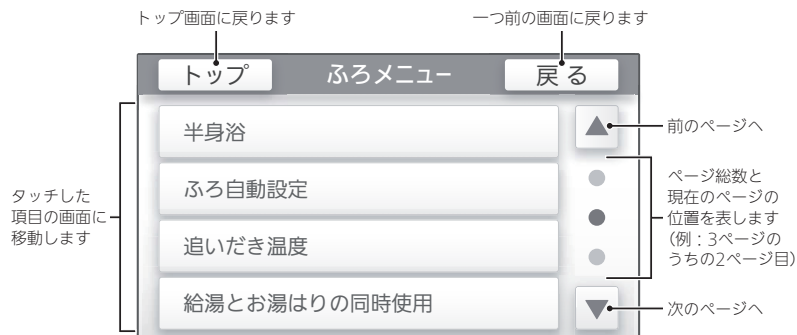 トップ画面に戻ります
一つ前の画面に戻ります
トップ
ふろメニュー
戻る
半身浴
ふろ自動設定
追いだき温度
給湯とお湯はりの同時使用
タッチした
項目の画面に
移動します
前のページへ
ページ総数と
現在のページの
位置を表します
(例：3ページの
うちの2ページ目)
次のページへ